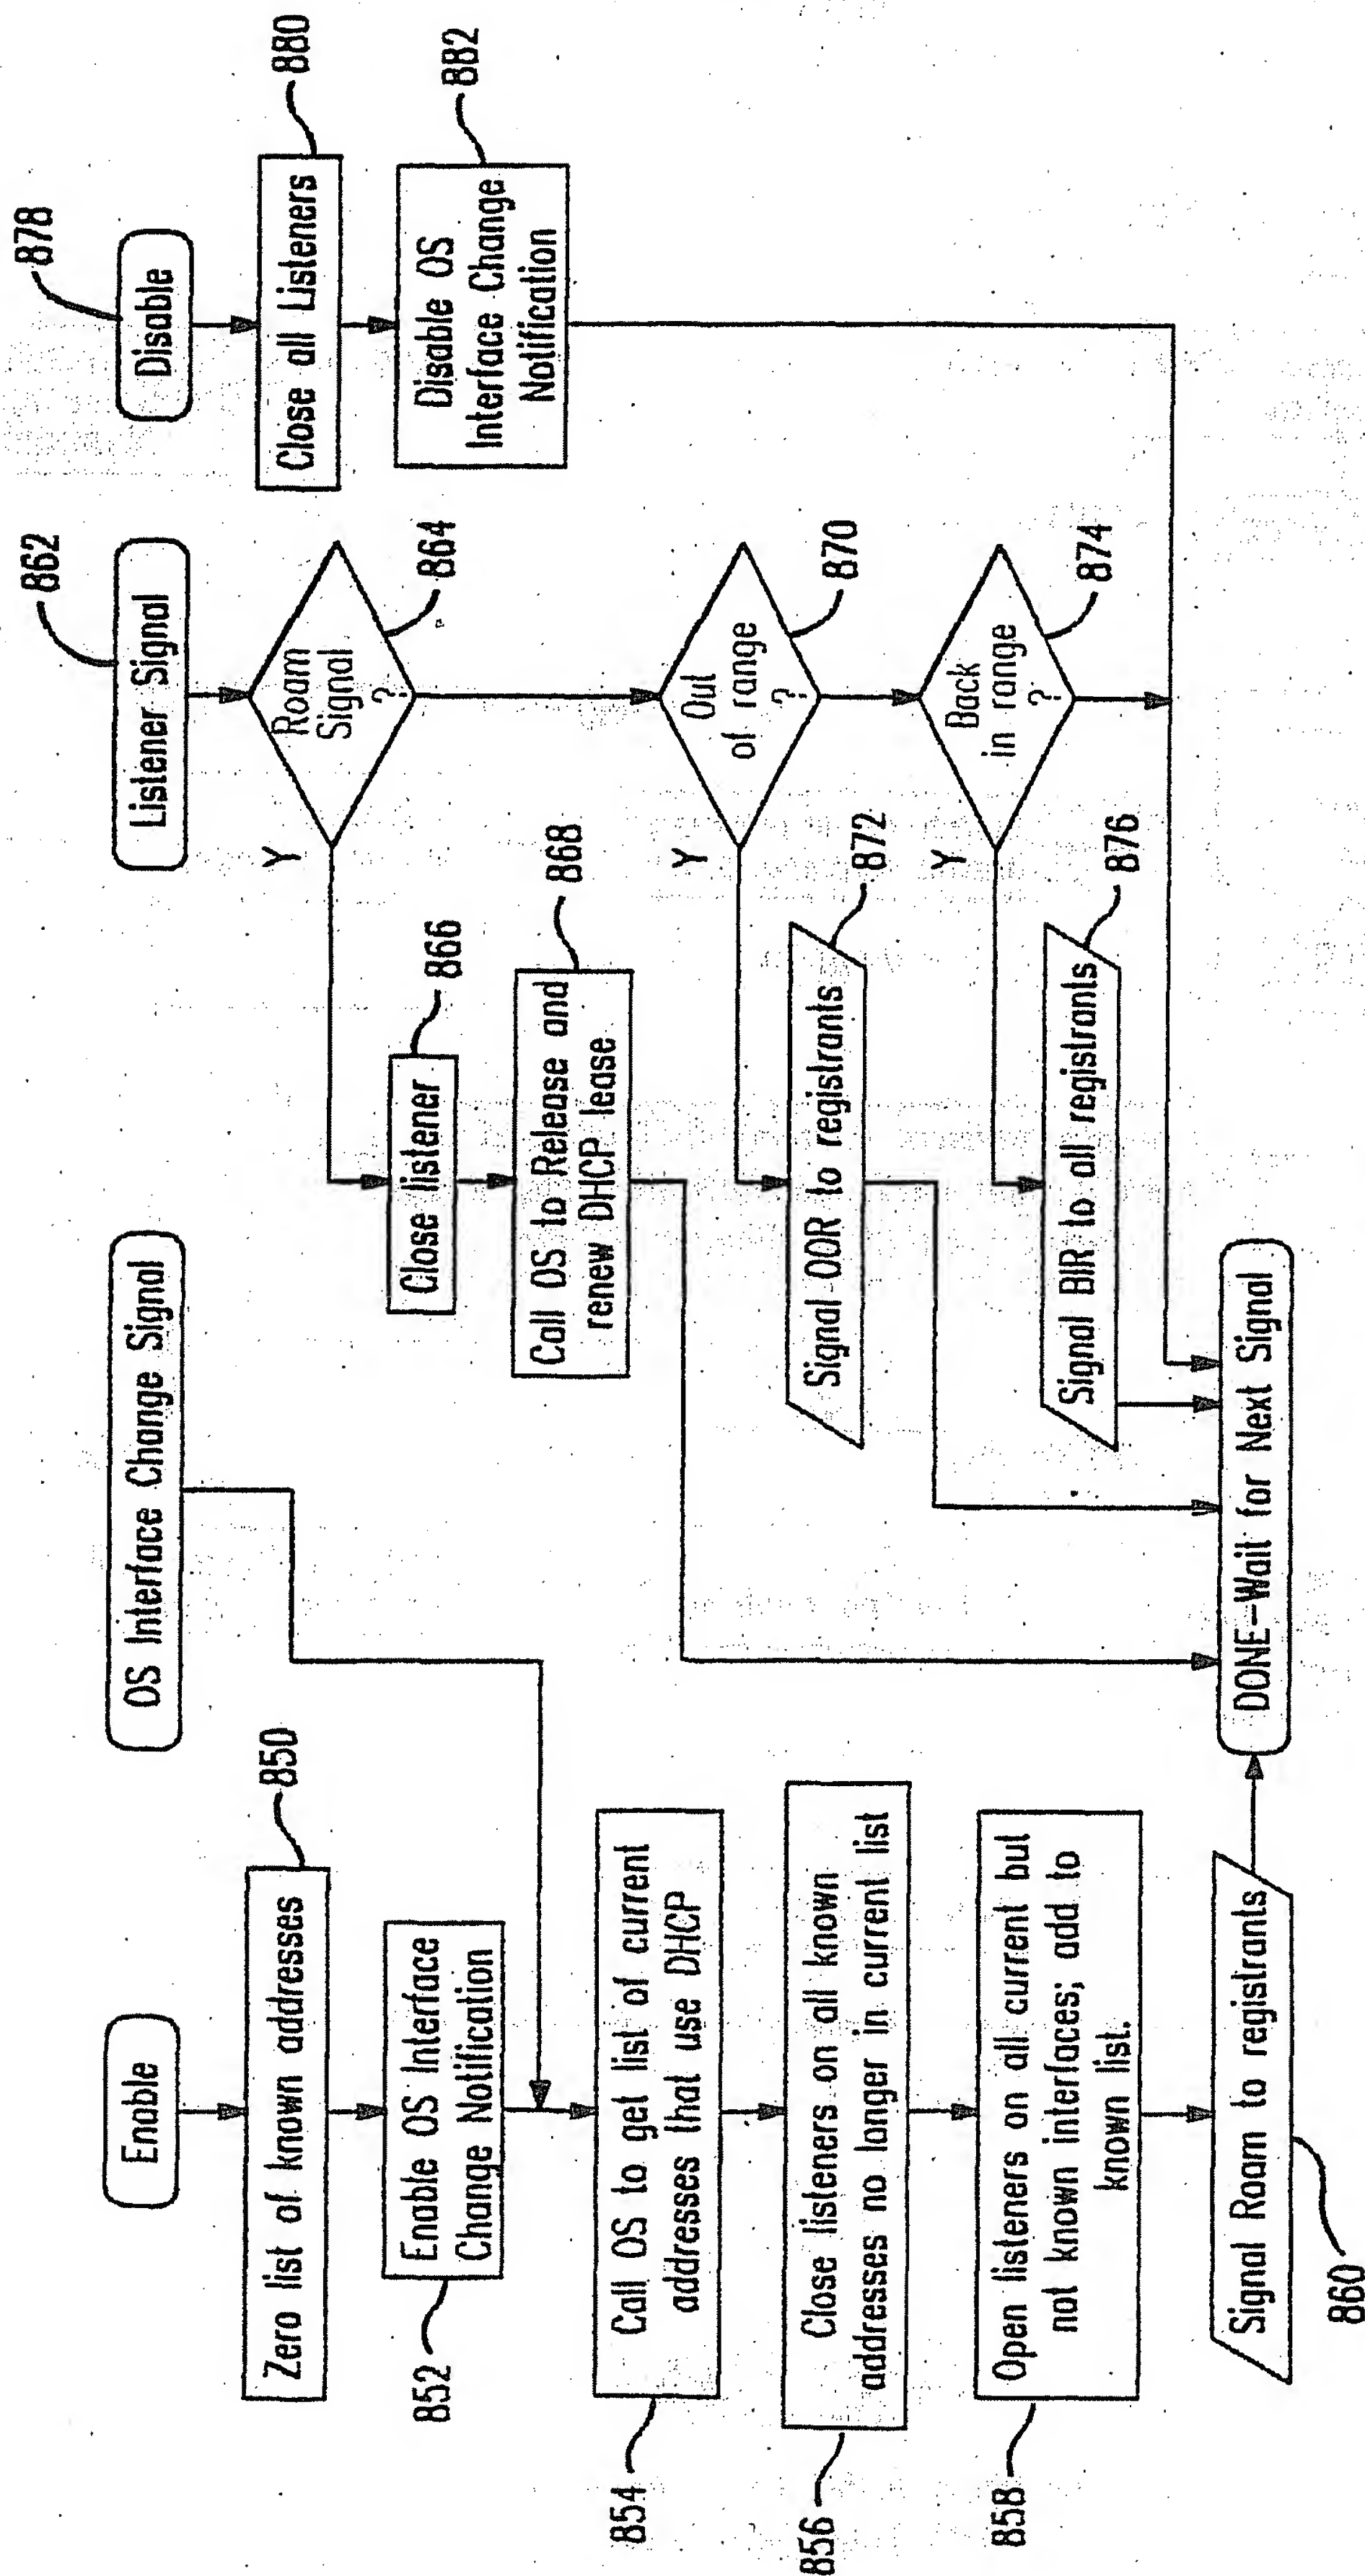 Enable
850
Zero list of known addresses
852
Enable OS Interface
Change Notification
854
Call OS to get list of current
addresses that use DHCP
856
Close listeners on all known
addresses no longer in current list
858
Open listeners on all current but
not known interfaces; add to
known list.
Signal Roam to registrants
860
OS Interface Change Signal
862
Listener Signal
Roam
Signal
?
864
Y
866
Close listener
868
Call OS to Release and
renew DHCP lease
Out
of range
?
870
Y
872
Signal OOR to registrants
Back
in range
?
874
Y
876
Signal BIR to all registrants
878
Disable
880
Close all Listeners
882
Disable OS
Interface Change
Notification
DONE-Wait for Next Signal